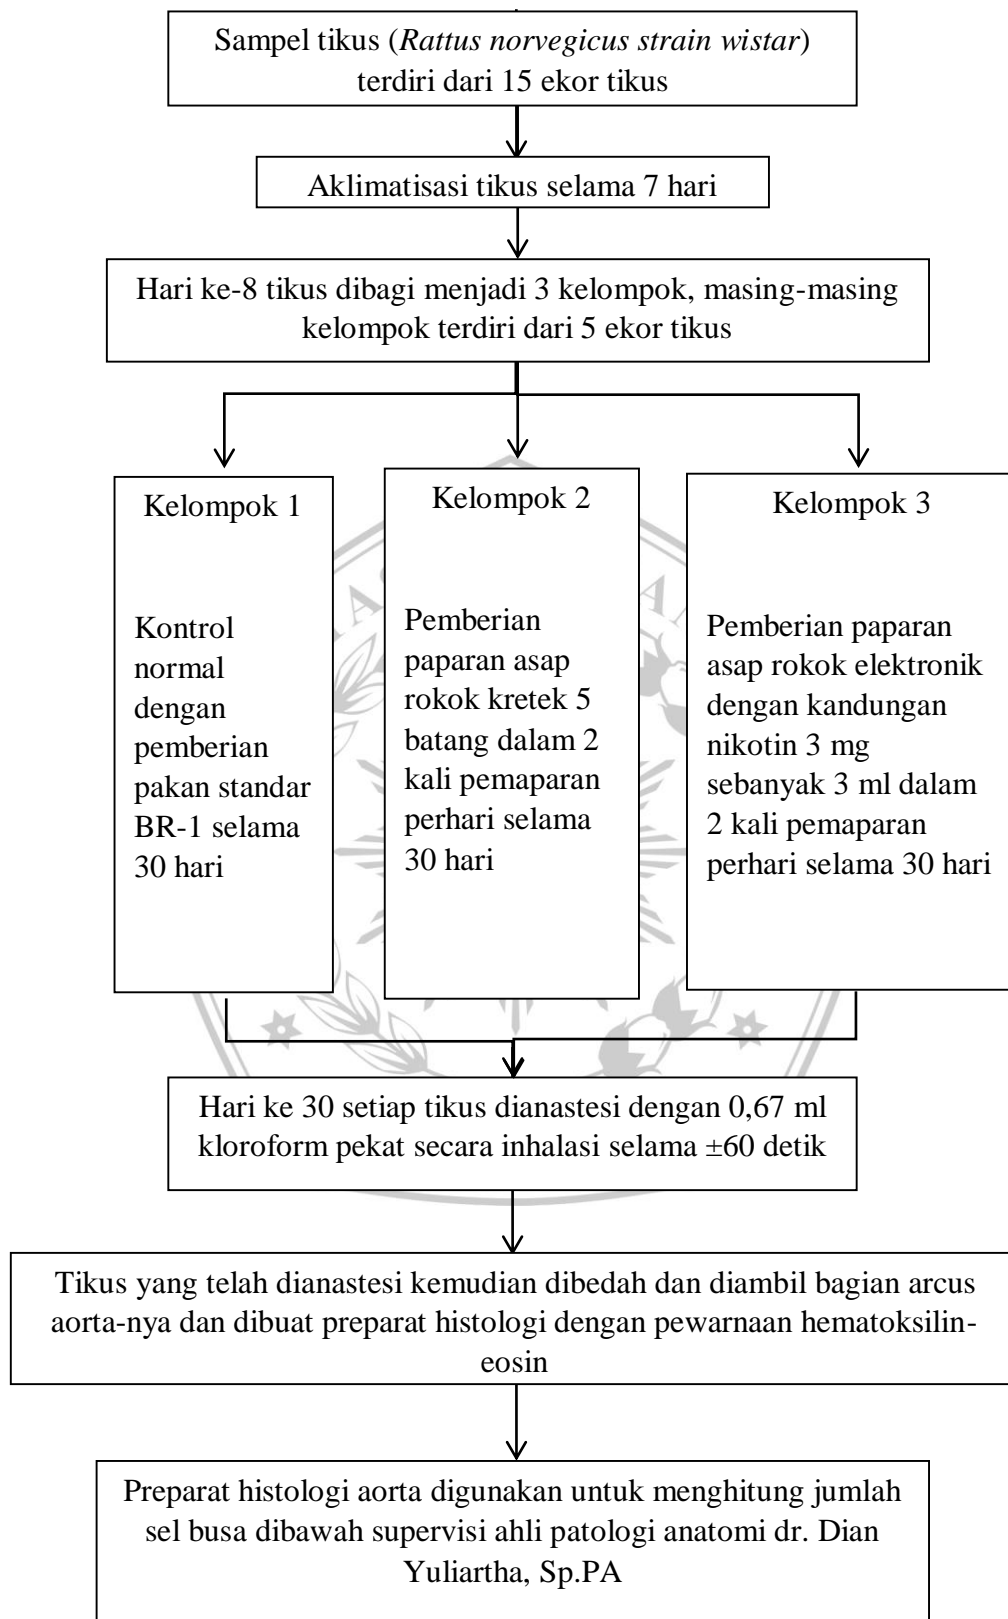 Sampel tikus (Rattus norvegicus strain wistar)
terdiri dari 15 ekor tikus
Aklimatisasi tikus selama 7 hari
Hari ke-8 tikus dibagi menjadi 3 kelompok, masing-masing
kelompok terdiri dari 5 ekor tikus
Kelompok 1
Kontrol
normal
dengan
pemberian
pakan standar
BR-1 selama
30 hari
Kelompok 2
Pemberian
paparan asap
rokok kretek 5
batang dalam 2
kali pemaparan
perhari selama
30 hari
Kelompok 3
Pemberian paparan
asap rokok elektronik
dengan kandungan
nikotin 3 mg
sebanyak 3 ml dalam
2 kali pemaparan
perhari selama 30 hari
Hari ke 30 setiap tikus dianastesi dengan 0,67 ml
kloroform pekat secara inhalasi selama ±60 detik
Tikus yang telah dianastesi kemudian dibedah dan diambil bagian arcus
aorta-nya dan dibuat preparat histologi dengan pewarnaan hematoksilin-
eosin
Preparat histologi aorta digunakan untuk menghitung jumlah
sel busa dibawah supervisi ahli patologi anatomi dr. Dian
Yuliartha, Sp.PA